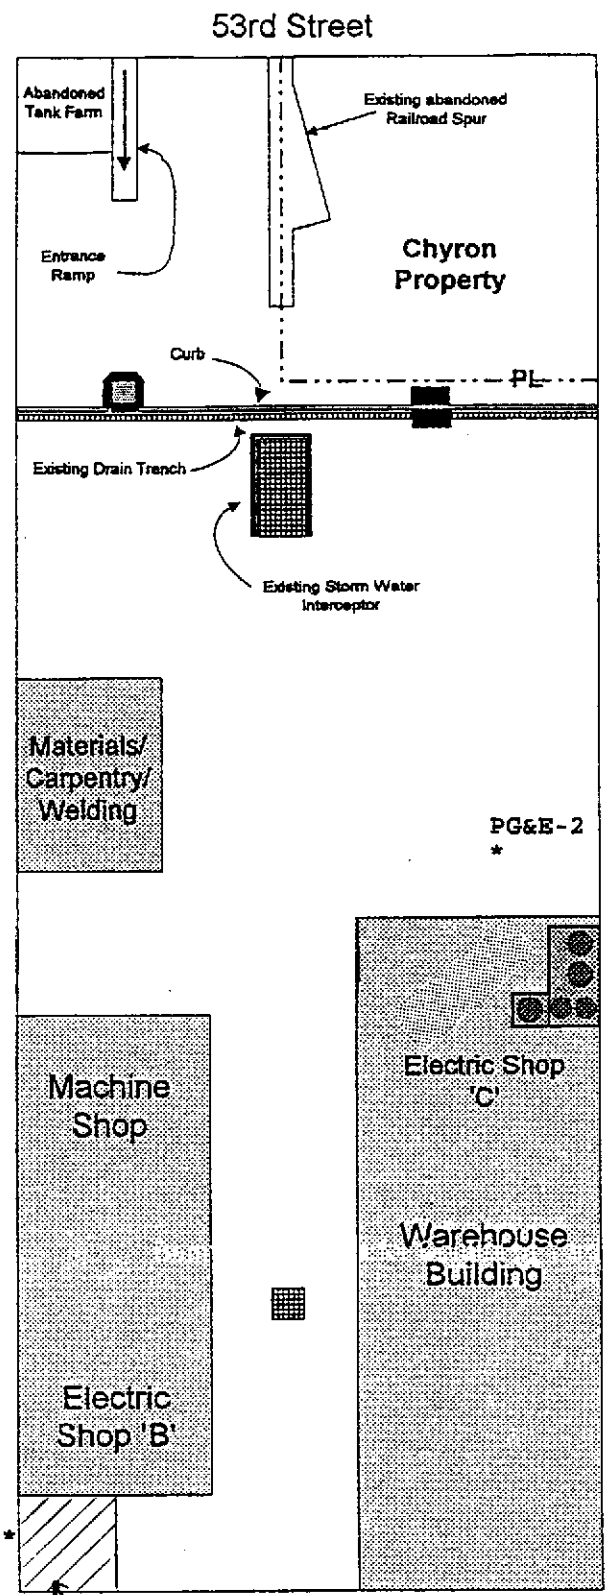 53rd Street
Abandoned
Tank Farm
Existing abandoned
Railroad Spur
Entrance
Ramp
Chyron
Property
Curb
PL
Existing Drain Trench
Existing Storm Water
Interceptor
Materials/
Carpentry/
Welding
PG&E-2
*
Electric Shop
'C'
Machine
Shop
Warehouse
Building
Electric
Shop 'B'
*